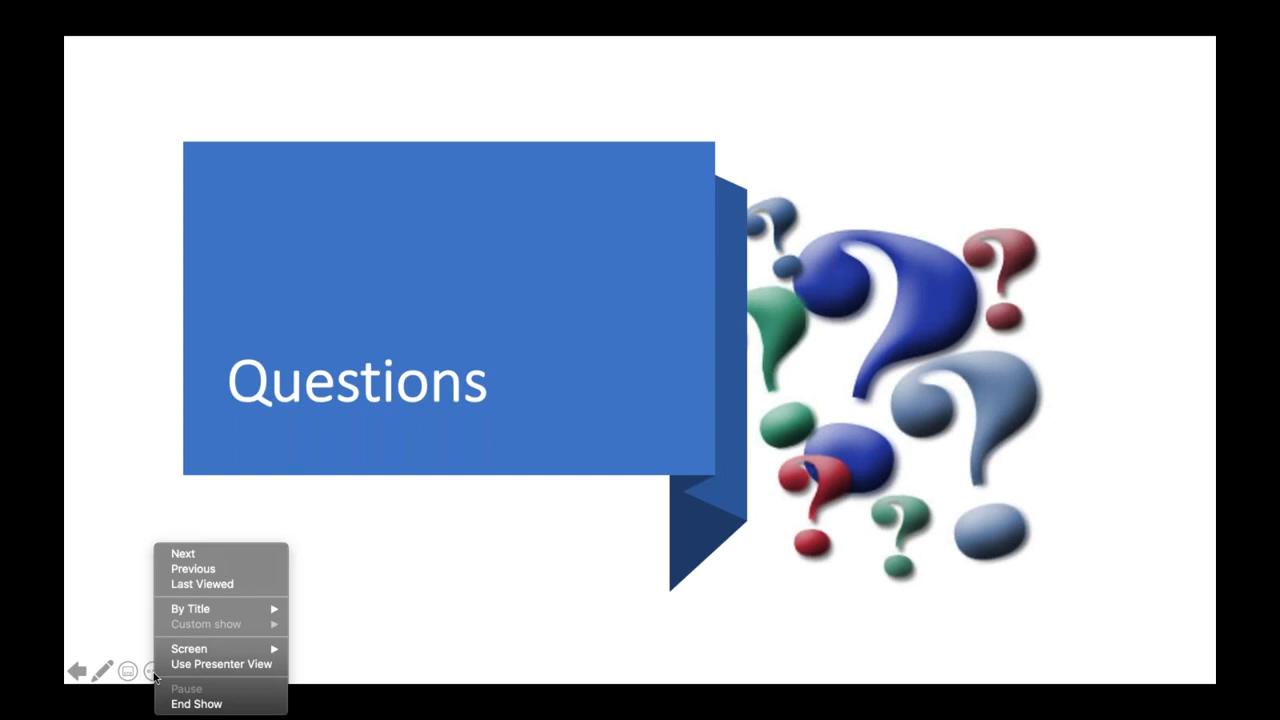 Questions
Next
Previous
Last Viewed
By Title
Custom show
Screen
Use Presenter View
Pause
End Show